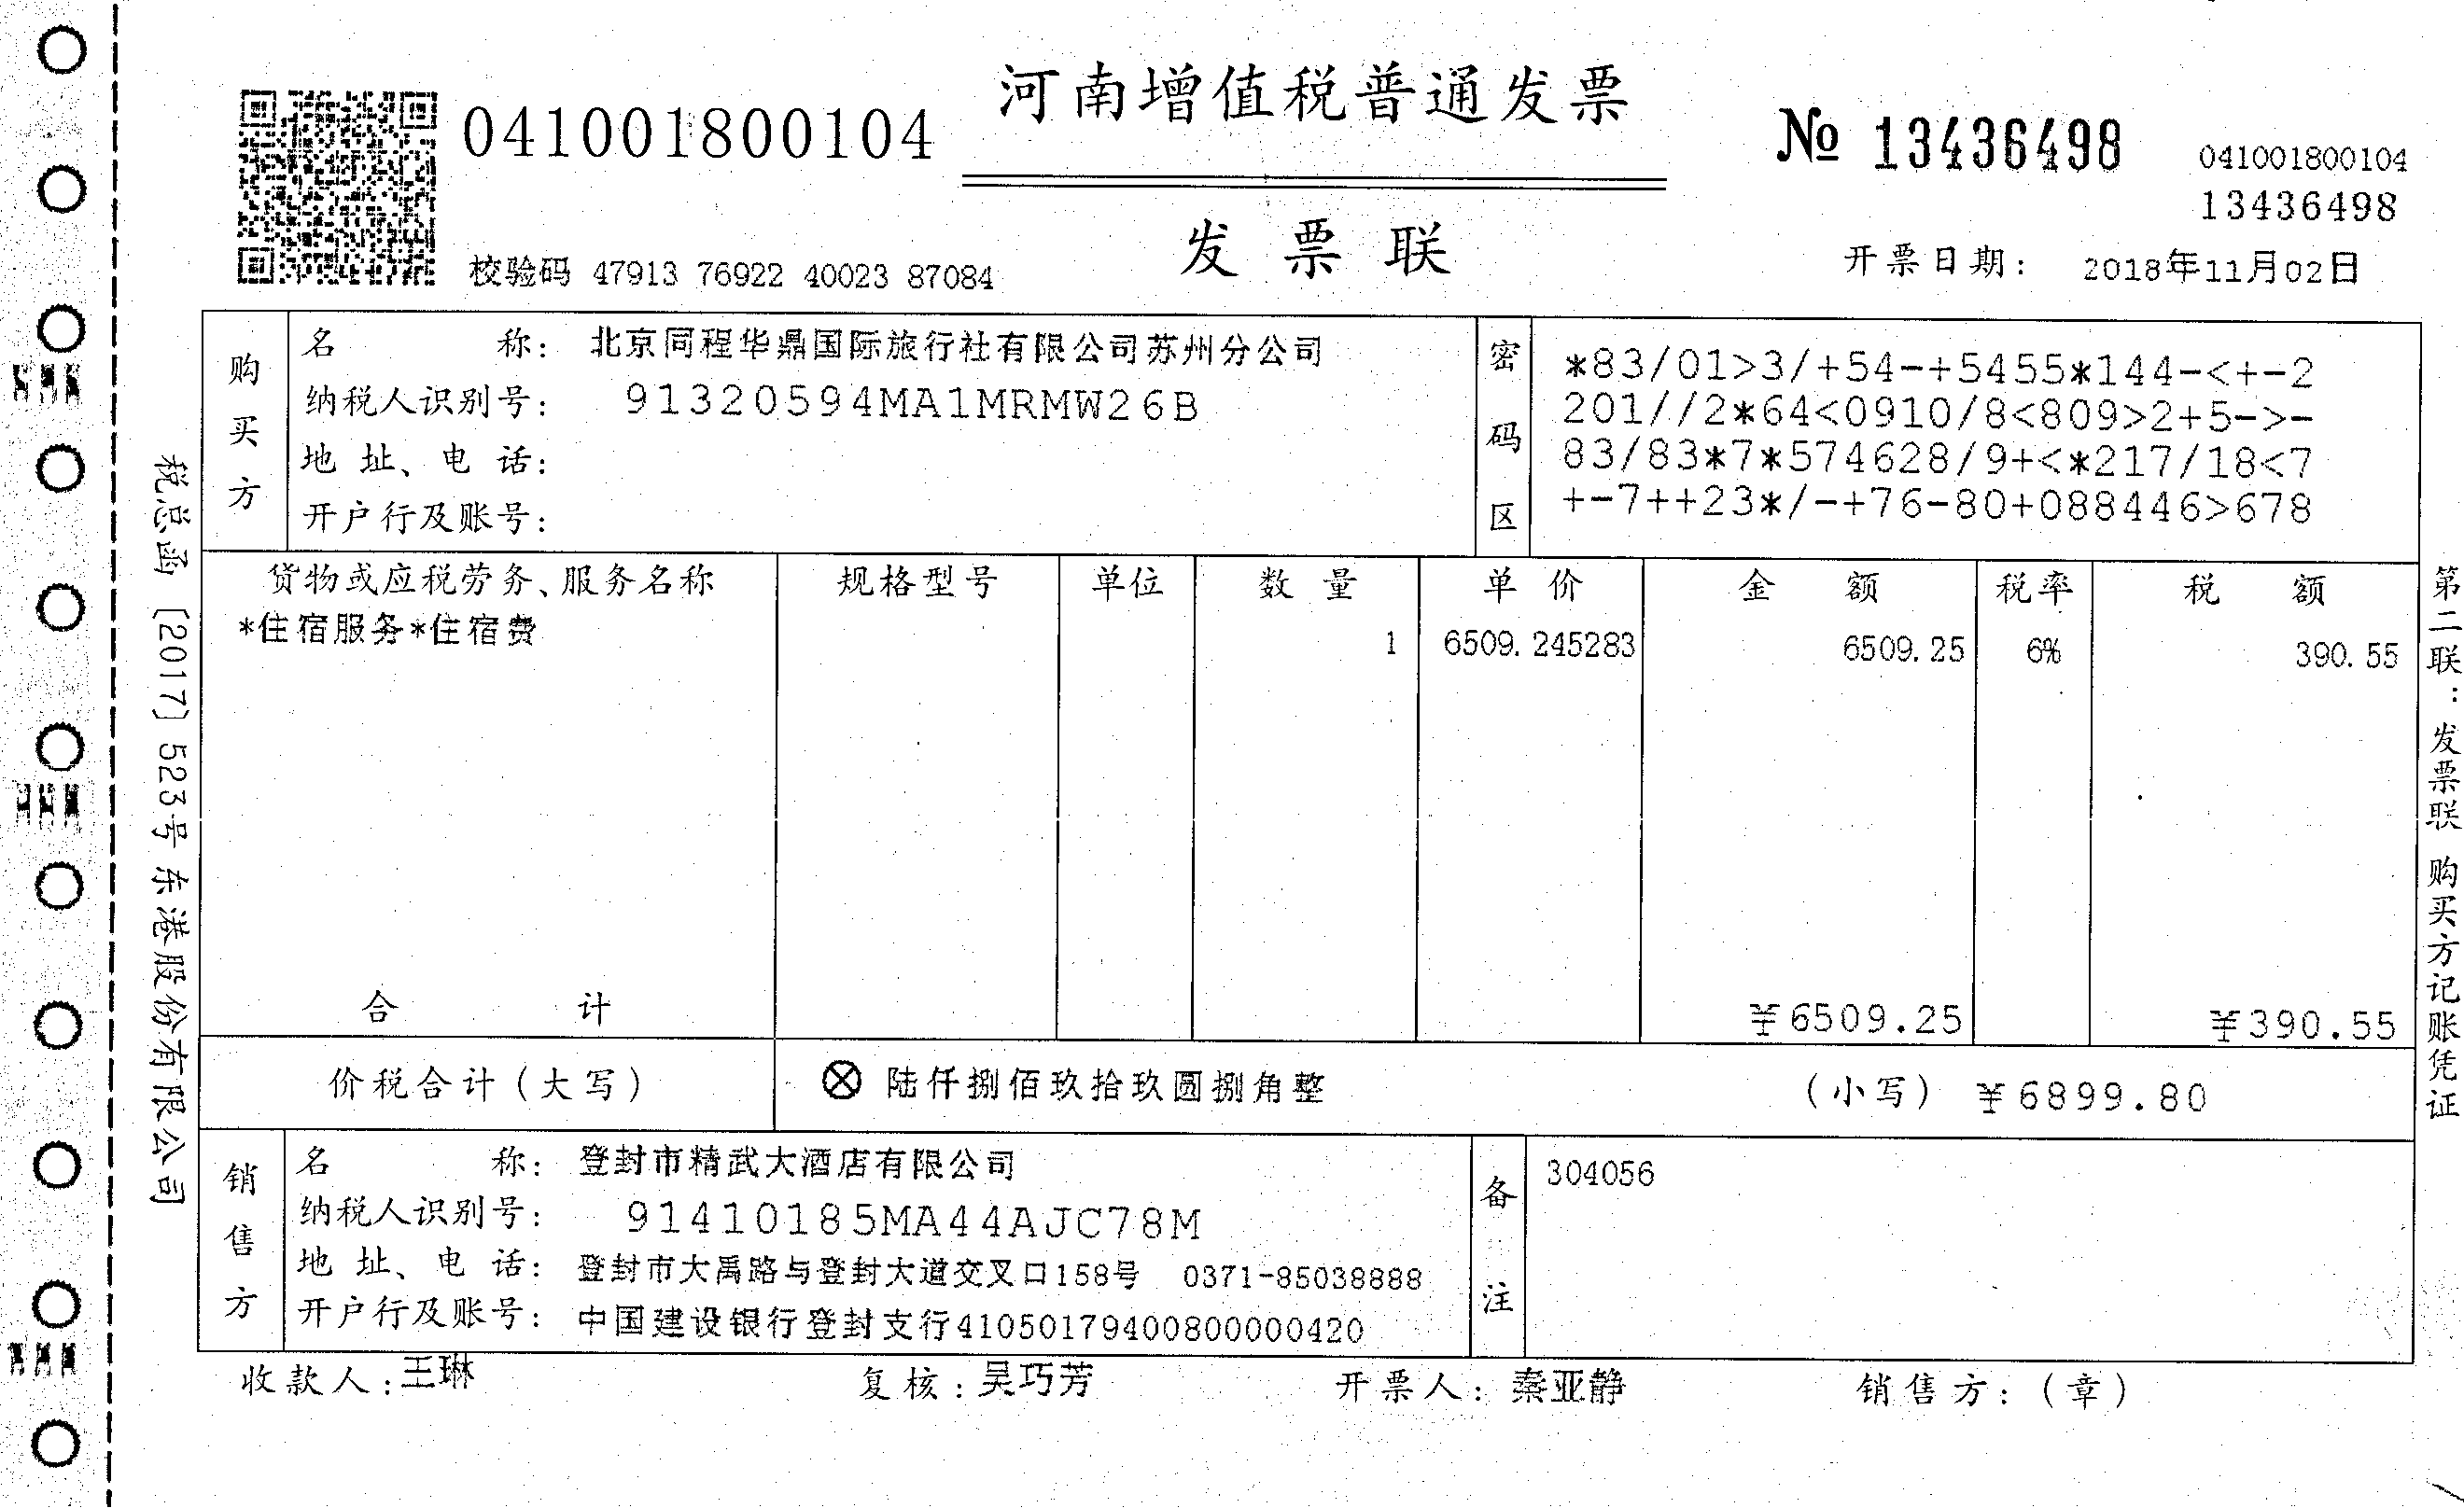 河南增值税普通发票
041001800104
№ 13436498
041001800104
13436498
发票联
校验码 47913 76922 40023 87084
开票日期: 2018年11月02日
购买方
名称: 北京同程华鼎国际旅行社有限公司苏州分公司
纳税人识别号: 91320594MA1MRMW26B
地址、电话:
开户行及账号:
密码区
*83/01>3/+54-+5455*144-<+-2
201//2*64<0910/8<809>2+5->-
83/83*7*574628/9+<*217/18<7
+-7++23*/-+76-80+088446>678
货物或应税劳务、服务名称 规格型号 单位 数量 单价 金额 税率 税额
*住宿服务*住宿费 1 6509.245283 6509.25 6% 390.55
合计 ¥6509.25 ¥390.55
价税合计(大写) ⊗ 陆仟捌佰玖拾玖圆捌角整 (小写) ¥6899.80
销售方
名称: 登封市精武大酒店有限公司
纳税人识别号: 91410185MA44AJC78M
地址、电话: 登封市大禹路与登封大道交叉口158号 0371-85038888
开户行及账号: 中国建设银行登封支行41050179400800000420
备注
304056
收款人:王琳 复核:吴巧芳 开票人:秦亚静 销售方:(章)
税总函〔2017〕523号 东港股份有限公司
第二联:发票联 购买方记账凭证